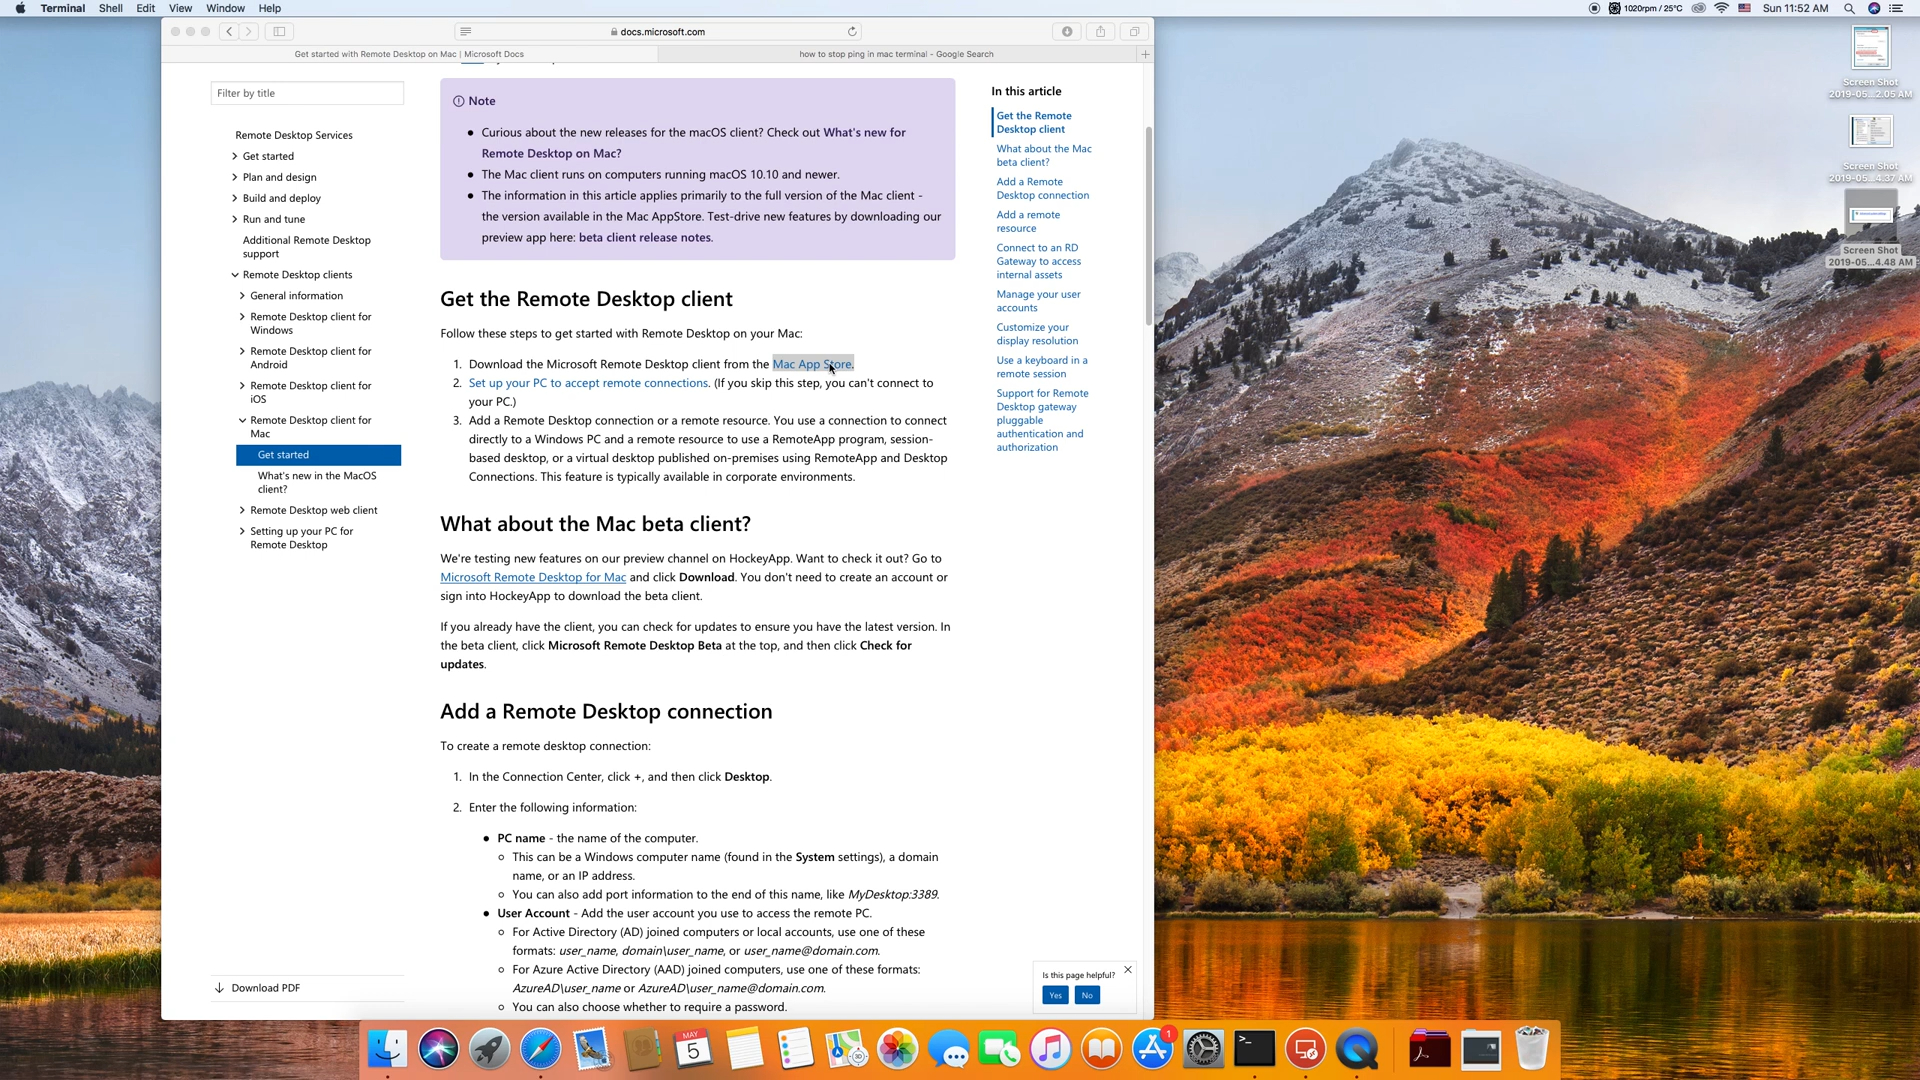 Terminal Shell Edit View Window Help
1020rpm / 25°C Sun 11:52 AM
docs.microsoft.com
Get started with Remote Desktop on Mac | Microsoft Docs
how to stop ping in mac terminal - Google Search
Filter by title
Remote Desktop Services
Get started
Plan and design
Build and deploy
Run and tune
Additional Remote Desktop
support
Remote Desktop clients
General information
Remote Desktop client for
Windows
Remote Desktop client for
Android
Remote Desktop client for
iOS
Remote Desktop client for
Mac
Get started
What's new in the MacOS
client?
Remote Desktop web client
Setting up your PC for
Remote Desktop
Download PDF
Note
• Curious about the new releases for the macOS client? Check out What's new for
Remote Desktop on Mac?
• The Mac client runs on computers running macOS 10.10 and newer.
• The information in this article applies primarily to the full version of the Mac client -
the version available in the Mac AppStore. Test-drive new features by downloading our
preview app here: beta client release notes.
Get the Remote Desktop client
Follow these steps to get started with Remote Desktop on your Mac:
1. Download the Microsoft Remote Desktop client from the Mac App Store.
2. Set up your PC to accept remote connections. (If you skip this step, you can't connect to
your PC.)
3. Add a Remote Desktop connection or a remote resource. You use a connection to connect
directly to a Windows PC and a remote resource to use a RemoteApp program, session-
based desktop, or a virtual desktop published on-premises using RemoteApp and Desktop
Connections. This feature is typically available in corporate environments.
What about the Mac beta client?
We're testing new features on our preview channel on HockeyApp. Want to check it out? Go to
Microsoft Remote Desktop for Mac and click Download. You don't need to create an account or
sign into HockeyApp to download the beta client.
If you already have the client, you can check for updates to ensure you have the latest version. In
the beta client, click Microsoft Remote Desktop Beta at the top, and then click Check for
updates.
Add a Remote Desktop connection
To create a remote desktop connection:
1. In the Connection Center, click +, and then click Desktop.
2. Enter the following information:
• PC name - the name of the computer.
○ This can be a Windows computer name (found in the System settings), a domain
name, or an IP address.
○ You can also add port information to the end of this name, like MyDesktop:3389.
• User Account - Add the user account you use to access the remote PC.
○ For Active Directory (AD) joined computers or local accounts, use one of these
formats: user_name, domain\user_name, or user_name@domain.com.
○ For Azure Active Directory (AAD) joined computers, use one of these formats:
AzureAD\user_name or AzureAD\user_name@domain.com.
○ You can also choose whether to require a password.
In this article
Get the Remote
Desktop client
What about the Mac
beta client?
Add a Remote
Desktop connection
Add a remote
resource
Connect to an RD
Gateway to access
internal assets
Manage your user
accounts
Customize your
display resolution
Use a keyboard in a
remote session
Support for Remote
Desktop gateway
pluggable
authentication and
authorization
Is this page helpful?
Yes No
Screen Shot
2019-05...2.05 AM
Screen Shot
2019-05...4.37 AM
Screen Shot
2019-05...4.48 AM
MAY
5
3D
1
>_